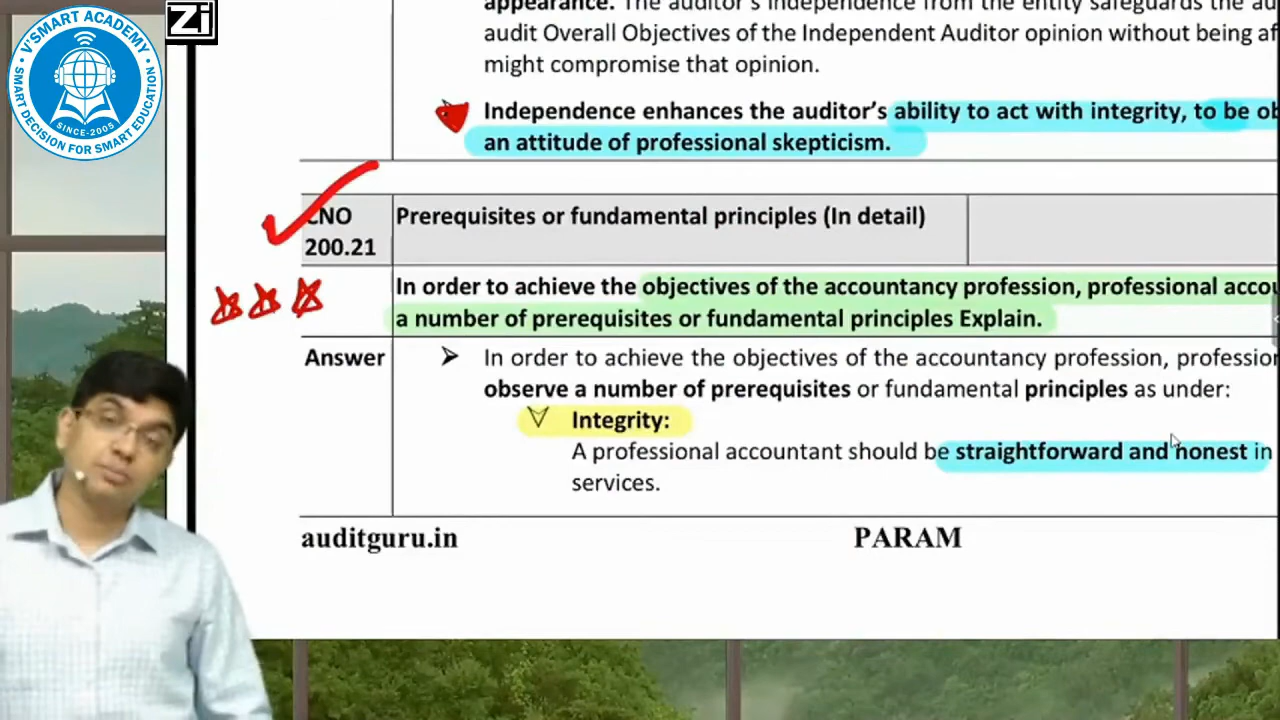 V'SMART ACADEMY
SMART DECISION FOR SMART EDUCATION
SINCE-2005
Zi
appearance. The auditor's independence from the entity safeguards the au
audit Overall Objectives of the Independent Auditor opinion without being af
might compromise that opinion.
Independence enhances the auditor's ability to act with integrity, to be ob
an attitude of professional skepticism.
CNO Prerequisites or fundamental principles (In detail)
200.21
In order to achieve the objectives of the accountancy profession, professional accou
a number of prerequisites or fundamental principles Explain.
Answer ➤ In order to achieve the objectives of the accountancy profession, profession
observe a number of prerequisites or fundamental principles as under:
Integrity:
A professional accountant should be straightforward and honest in
services.
auditguru.in PARAM